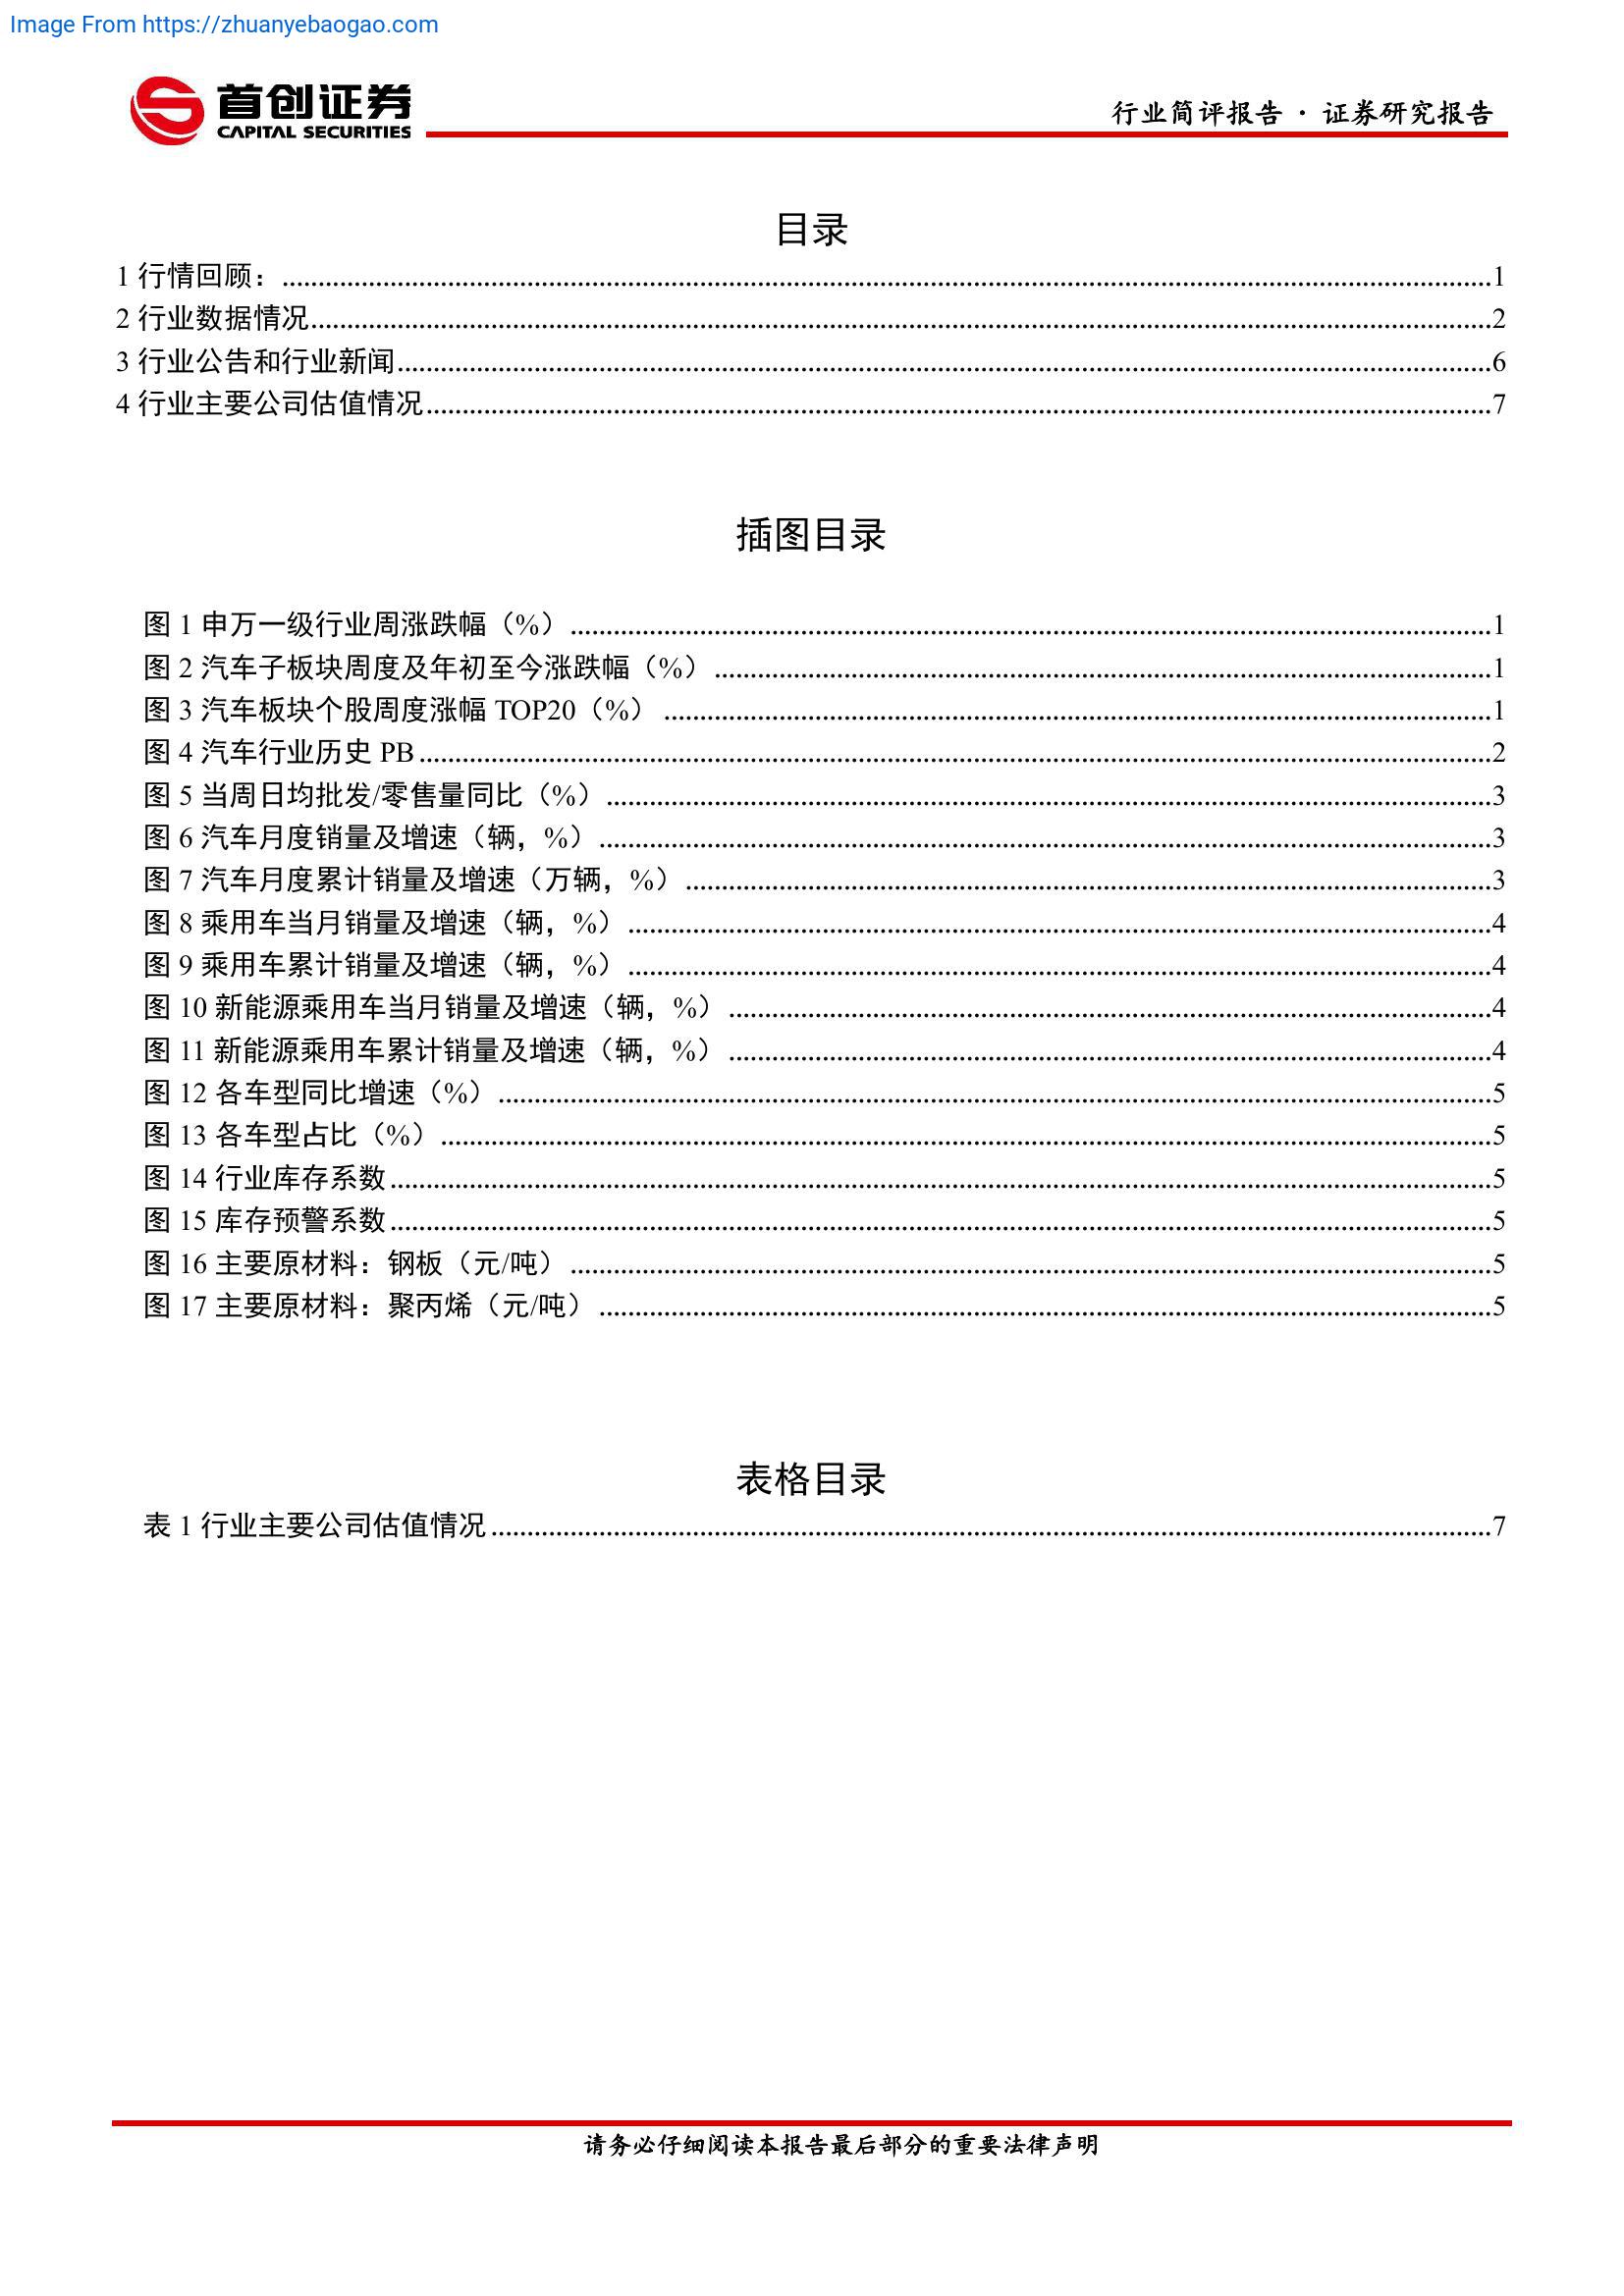 Image From https://zhuanyebaogao.com
首创证券
CAPITAL SECURITIES
行业简评报告 · 证券研究报告
目录
1 行情回顾：1
2 行业数据情况2
3 行业公告和行业新闻6
4 行业主要公司估值情况7
插图目录
图 1 申万一级行业周涨跌幅（%）1
图 2 汽车子板块周度及年初至今涨跌幅（%）1
图 3 汽车板块个股周度涨幅 TOP20（%）1
图 4 汽车行业历史 PB2
图 5 当周日均批发/零售量同比（%）3
图 6 汽车月度销量及增速（辆，%）3
图 7 汽车月度累计销量及增速（万辆，%）3
图 8 乘用车当月销量及增速（辆，%）4
图 9 乘用车累计销量及增速（辆，%）4
图 10 新能源乘用车当月销量及增速（辆，%）4
图 11 新能源乘用车累计销量及增速（辆，%）4
图 12 各车型同比增速（%）5
图 13 各车型占比（%）5
图 14 行业库存系数5
图 15 库存预警系数5
图 16 主要原材料：钢板（元/吨）5
图 17 主要原材料：聚丙烯（元/吨）5
表格目录
表 1 行业主要公司估值情况7
请务必仔细阅读本报告最后部分的重要法律声明